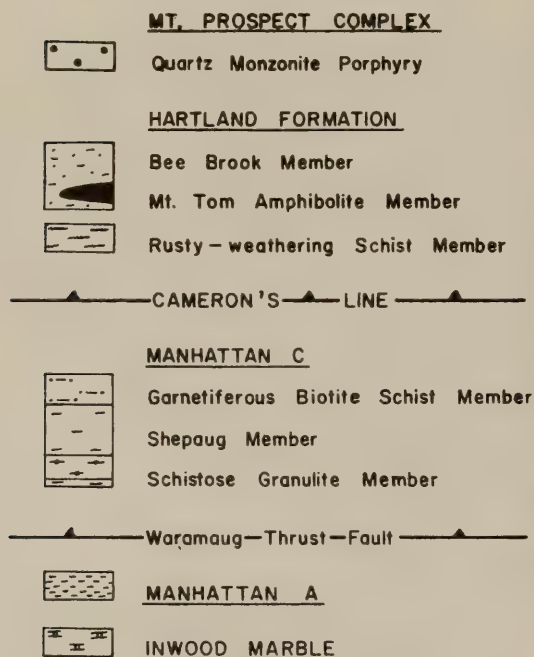 MT. PROSPECT COMPLEX
Quartz Monzonite Porphyry
HARTLAND FORMATION
Bee Brook Member
Mt. Tom Amphibolite Member
Rusty-weathering Schist Member
CAMERON'S LINE
MANHATTAN C
Garnetiferous Biotite Schist Member
Shepaug Member
Schistose Granulite Member
Waramaug-Thrust-Fault
MANHATTAN A
INWOOD MARBLE